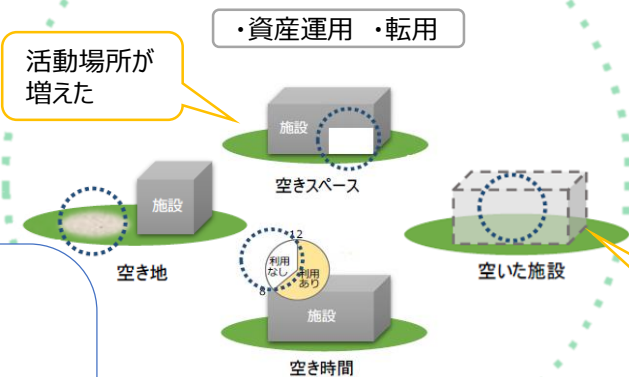 ・資産運用 ・転用
活動場所が
増えた
施設
空きスペース
施設
空き地
12
利用
なし
利用
あり
8
施設
空き時間
空いた施設